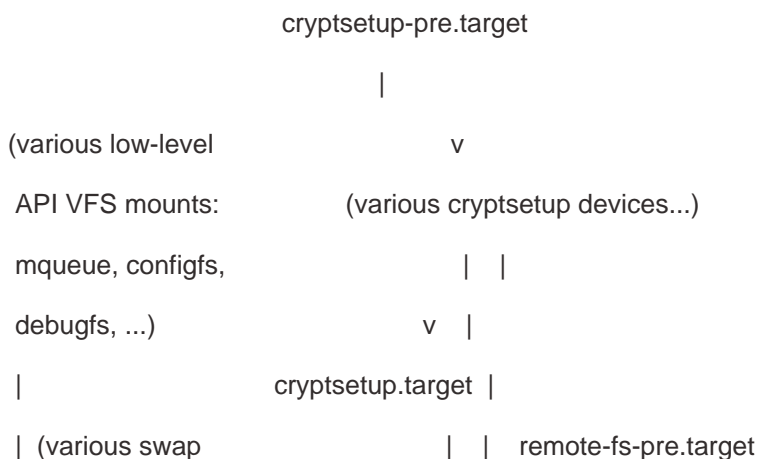 cryptsetup-pre.target
|
(various low-level v
API VFS mounts: (various cryptsetup devices...)
mqueue, configfs, | |
debugfs, ...) v |
| cryptsetup.target |
| (various swap | | remote-fs-pre.target